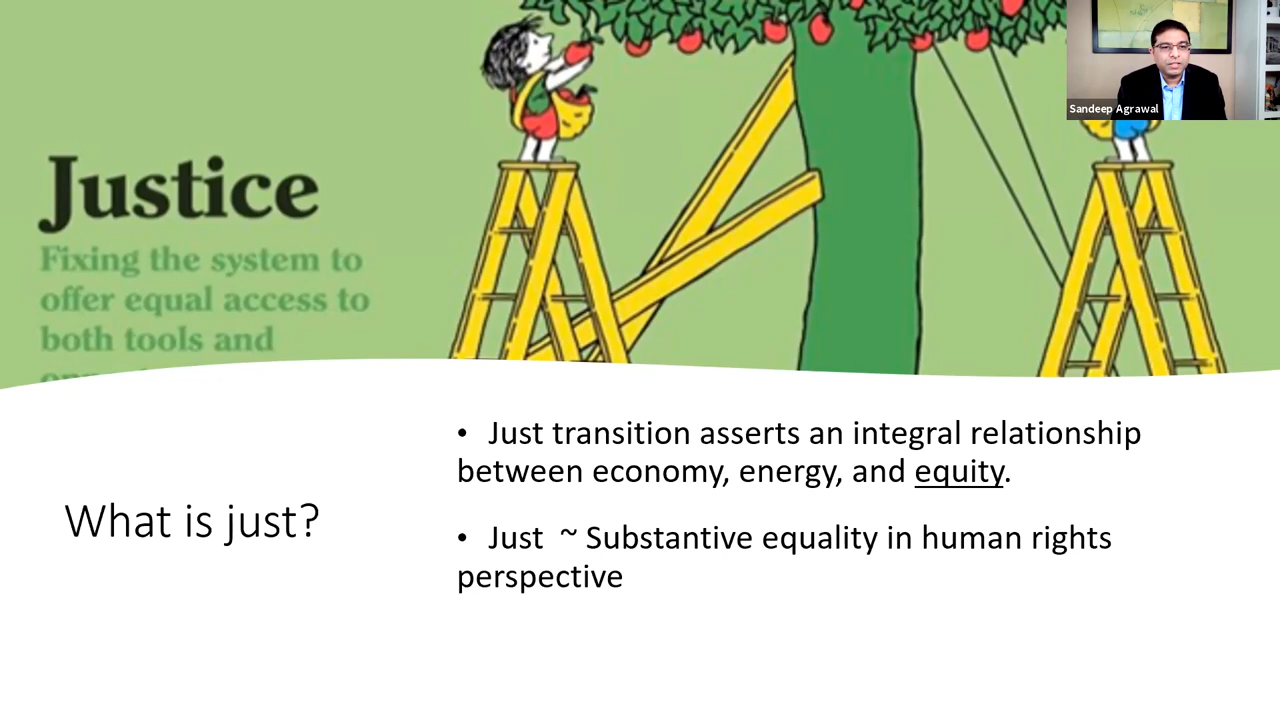 Sandeep Agrawal
Justice
Fixing the system to
offer equal access to
both tools and
What is just?
• Just transition asserts an integral relationship
between economy, energy, and equity.
• Just ~ Substantive equality in human rights
perspective